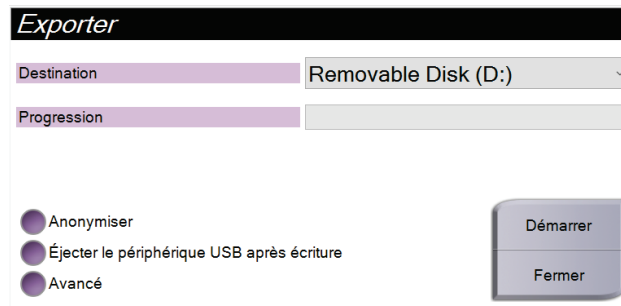 Exporter
Destination
Removable Disk (D:)
Progression
Anonymiser
Éjecter le périphérique USB après écriture
Avancé
Démarrer
Fermer